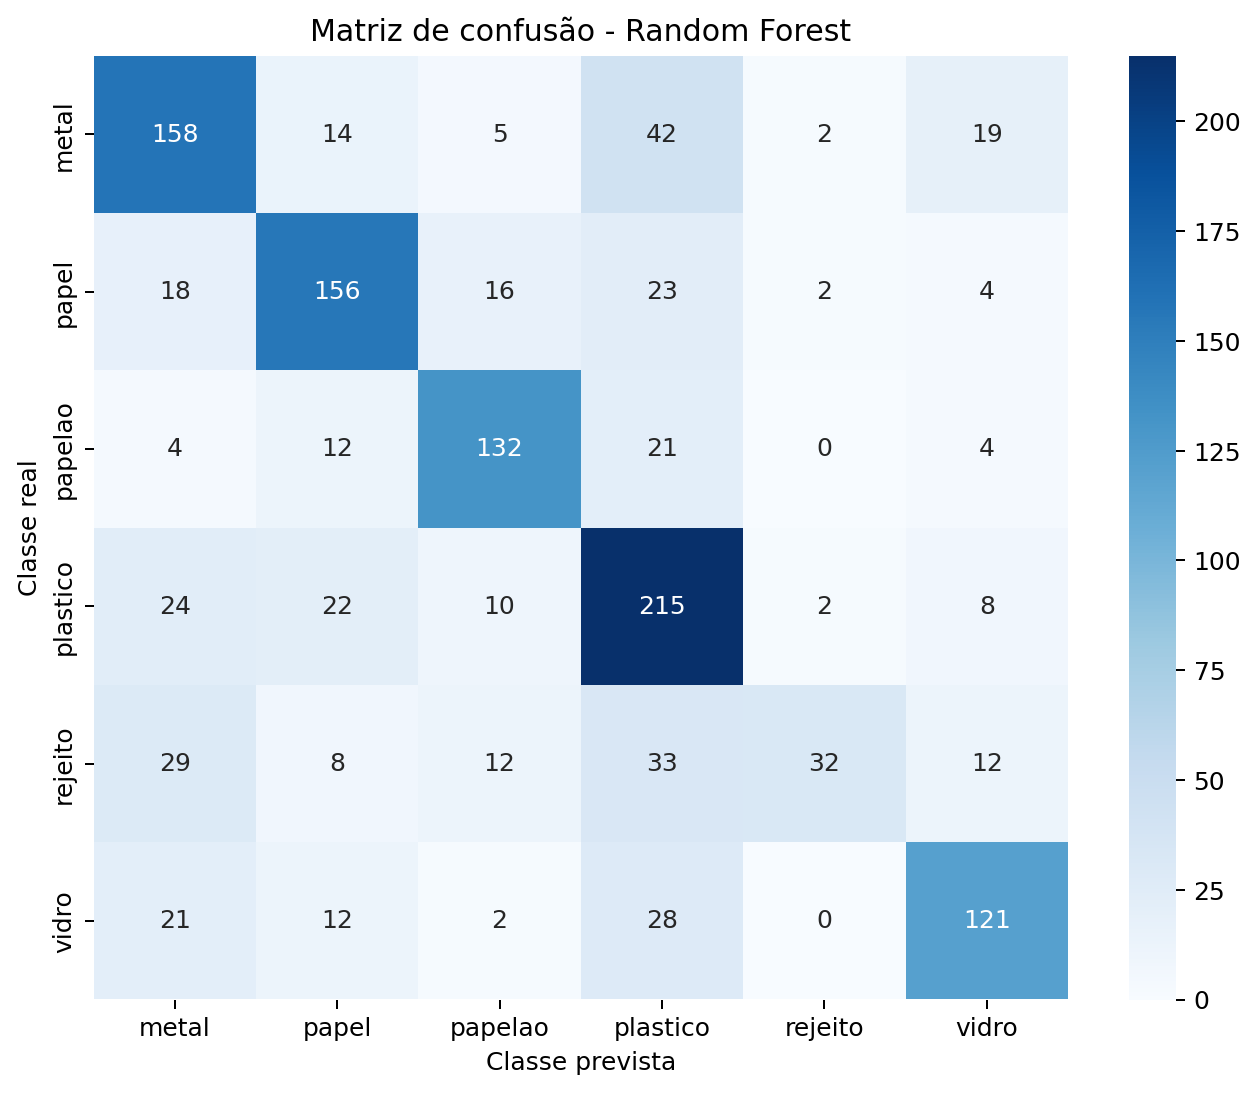 Matriz de confusão - Random Forest
Classe real
metal 158 14 5 42 2 19
papel 18 156 16 23 2 4
papelao 4 12 132 21 0 4
plastico 24 22 10 215 2 8
rejeito 29 8 12 33 32 12
vidro 21 12 2 28 0 121
metal papel papelao plastico rejeito vidro
Classe prevista
200
175
150
125
100
75
50
25
0